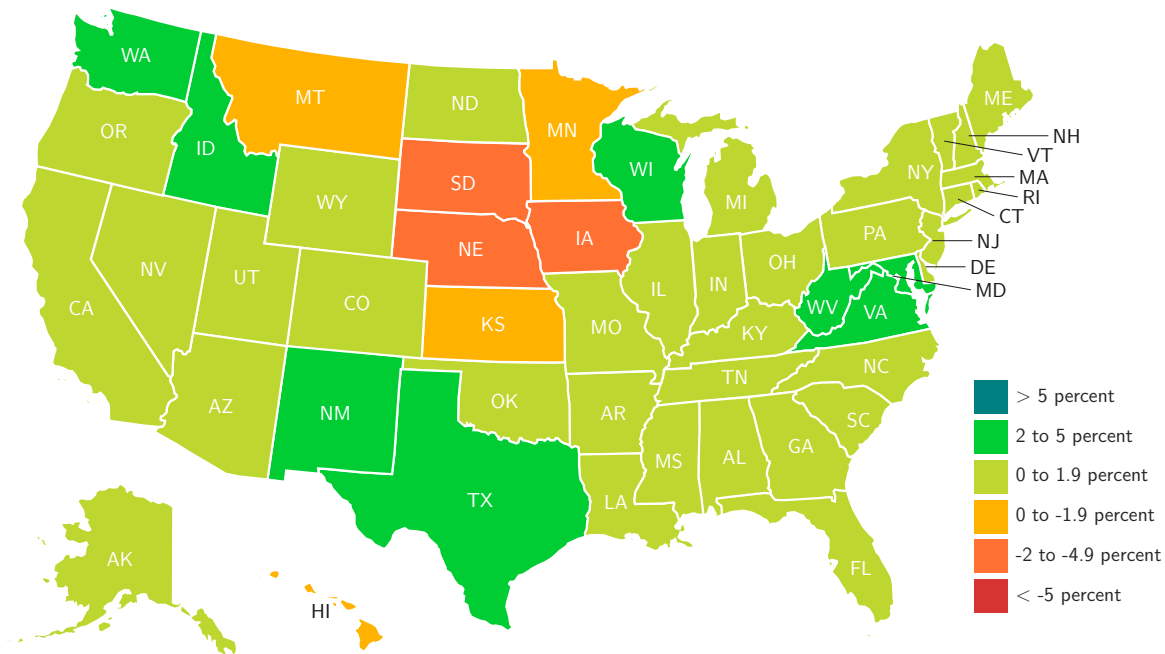 WA
MT
ND
MN
ME
OR
ID
WI
NH
VT
SD
WY
NY
MA
MI
RI
CT
NE
IA
PA
NJ
NV
UT
OH
DE
IN
IL
MD
CO
CA
WV
VA
KS
MO
KY
NC
TN
AZ
NM
OK
AR
SC
GA
AL
MS
TX
LA
AK
FL
HI
> 5 percent
2 to 5 percent
0 to 1.9 percent
0 to -1.9 percent
-2 to -4.9 percent
< -5 percent